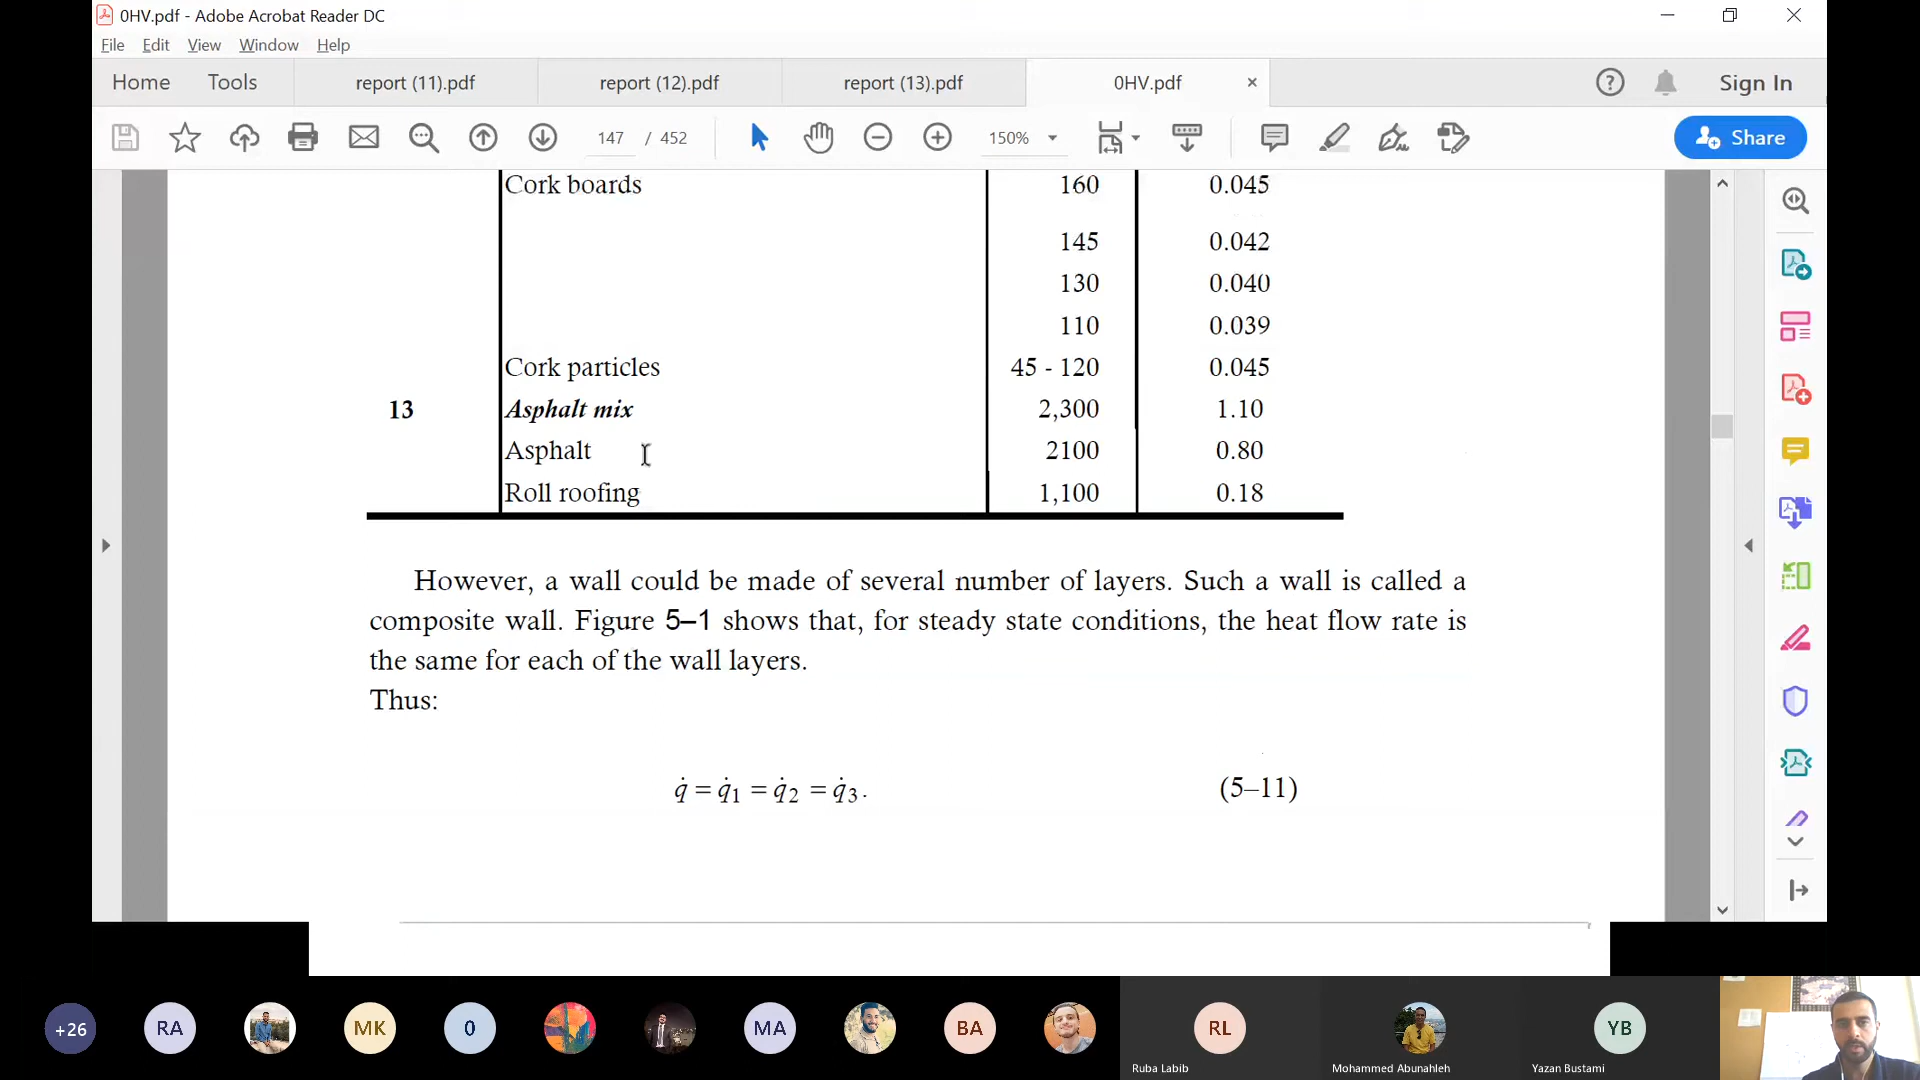 0HV.pdf - Adobe Acrobat Reader DC
File Edit View Window Help
Home Tools report (11).pdf report (12).pdf report (13).pdf 0HV.pdf × Sign In
147 / 452 150% Share
Cork boards 160 0.045
145 0.042
130 0.040
110 0.039
Cork particles 45 - 120 0.045
13 Asphalt mix 2,300 1.10
Asphalt 2100 0.80
Roll roofing 1,100 0.18
However, a wall could be made of several number of layers. Such a wall is called a
composite wall. Figure 5–1 shows that, for steady state conditions, the heat flow rate is
the same for each of the wall layers.
Thus:
q̇ = q̇1 = q̇2 = q̇3. (5–11)
+26 RA MK 0 MA BA RL YB
Ruba Labib Mohammed Abunahleh Yazan Bustami